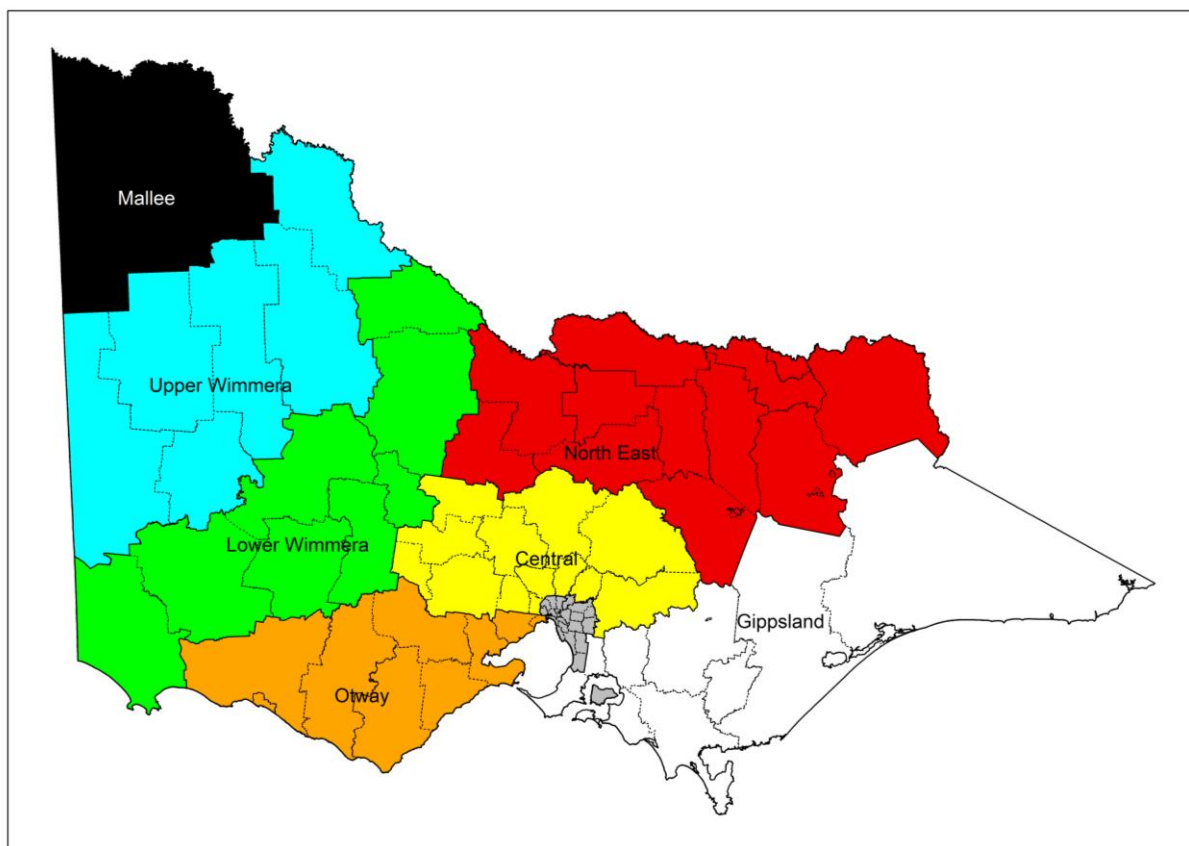 Mallee
Upper Wimmera
North East
Lower Wimmera
Central
Gippsland
Otway